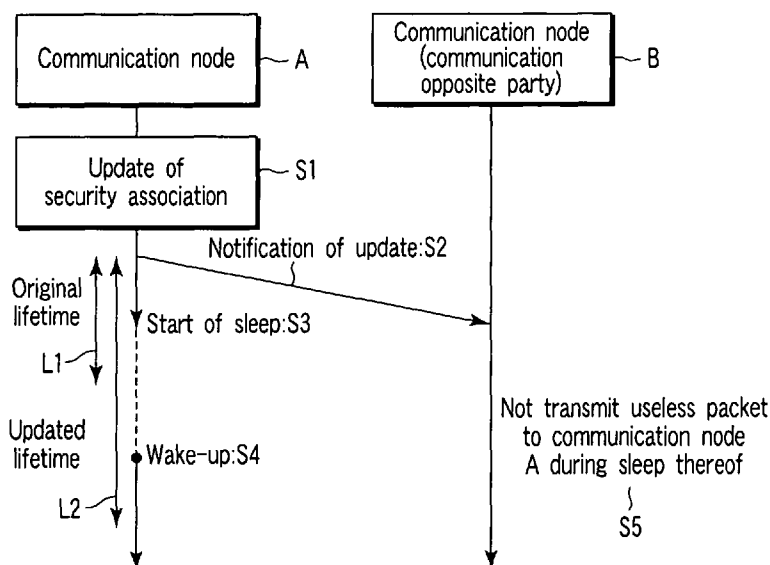 Communication node
A
Communication node
(communication
opposite party)
B
Update of
security association
S1
Notification of update:S2
Original
lifetime
L1
Start of sleep:S3
Updated
lifetime
L2
Wake-up:S4
Not transmit useless packet
to communication node
A during sleep thereof
S5